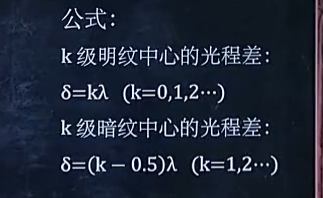 公式：
k 级明纹中心的光程差：
δ=kλ （k=0,1,2⋯）
k 级暗纹中心的光程差：
δ=(k − 0.5)λ （k=1,2⋯）